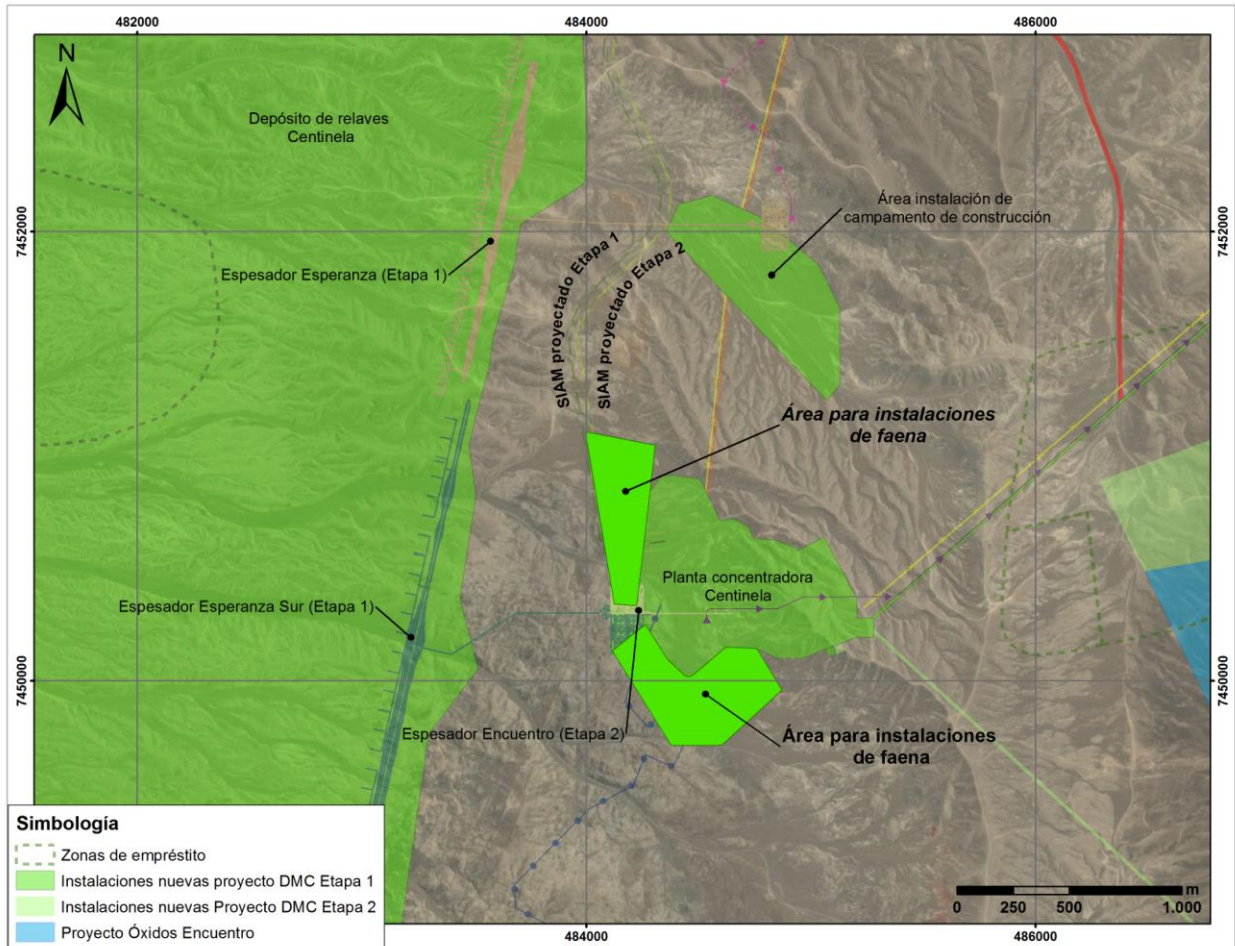 482000
484000
486000
N
Depósito de relaves
Centinela
Área instalación de
campamento de construcción
7452000
7452000
Espesador Esperanza (Etapa 1)
SIAM proyectado Etapa 1
SIAM proyectado Etapa 2
Área para instalaciones
de faena
Planta concentradora
Centinela
Espesador Esperanza Sur (Etapa 1)
7450000
7450000
Espesador Encuentro (Etapa 2)
Área para instalaciones
de faena
Simbología
Zonas de empréstito
Instalaciones nuevas proyecto DMC Etapa 1
Instalaciones nuevas Proyecto DMC Etapa 2
Proyecto Óxidos Encuentro
m
0 250 500 1.000
484000
486000